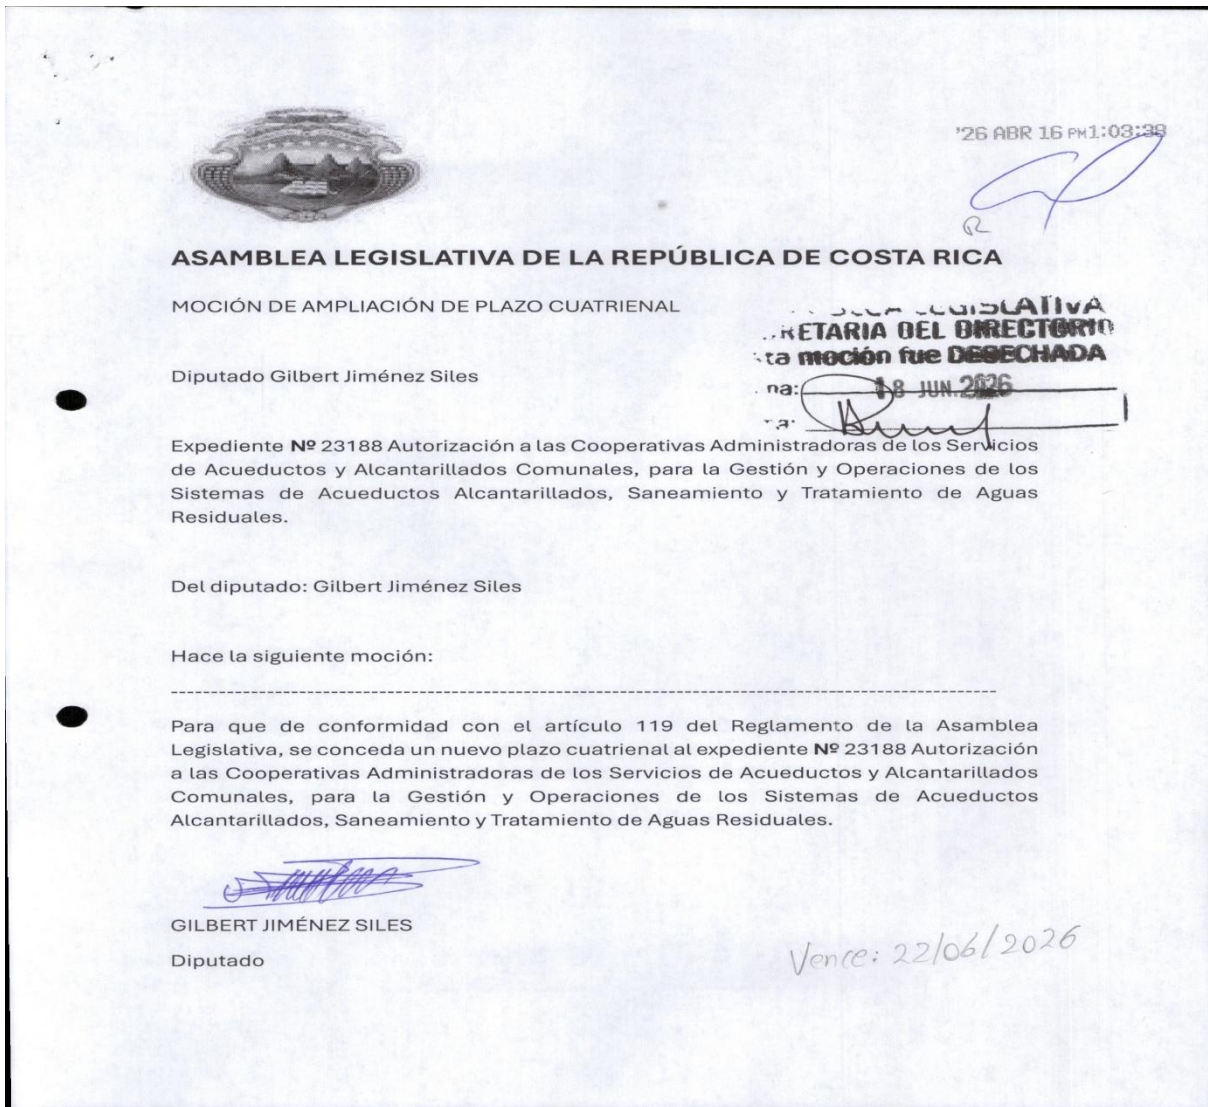 '26 ABR 16 PM1:03:38
R
ASAMBLEA LEGISLATIVA DE LA REPÚBLICA DE COSTA RICA
MOCIÓN DE AMPLIACIÓN DE PLAZO CUATRIENAL
LEGISLATIVA
RETARIA DEL DIRECTORIO
ta moción fue DESECHADA
na: 18 JUN. 2026
Diputado Gilbert Jiménez Siles
Expediente Nº 23188 Autorización a las Cooperativas Administradoras de los Servicios
de Acueductos y Alcantarillados Comunales, para la Gestión y Operaciones de los
Sistemas de Acueductos Alcantarillados, Saneamiento y Tratamiento de Aguas
Residuales.
Del diputado: Gilbert Jiménez Siles
Hace la siguiente moción:
Para que de conformidad con el artículo 119 del Reglamento de la Asamblea
Legislativa, se conceda un nuevo plazo cuatrienal al expediente Nº 23188 Autorización
a las Cooperativas Administradoras de los Servicios de Acueductos y Alcantarillados
Comunales, para la Gestión y Operaciones de los Sistemas de Acueductos
Alcantarillados, Saneamiento y Tratamiento de Aguas Residuales.
GILBERT JIMÉNEZ SILES
Diputado
Vence: 22/06/2026